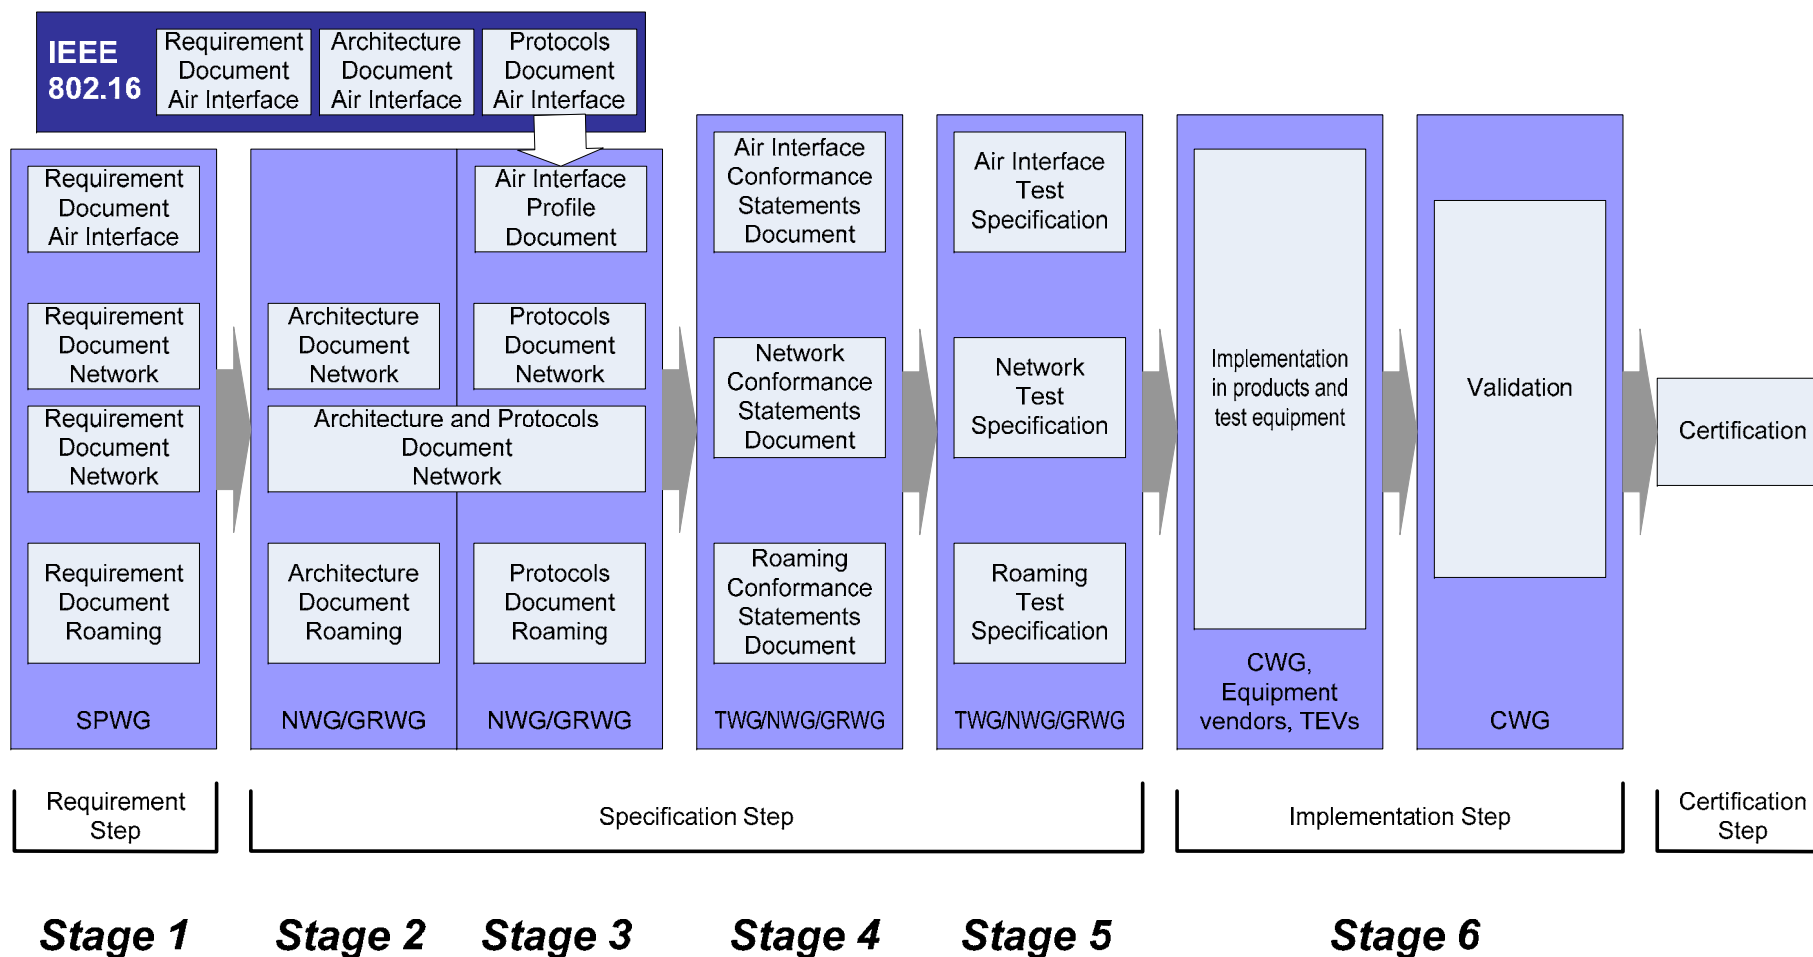 IEEE
802.16
Requirement
Document
Air Interface
Architecture
Document
Air Interface
Protocols
Document
Air Interface
Requirement
Document
Air Interface
Requirement
Document
Network
Requirement
Document
Network
Requirement
Document
Roaming
SPWG
Architecture
Document
Network
Architecture and Protocols
Document
Network
Architecture
Document
Roaming
NWG/GRWG
Air Interface
Profile
Document
Protocols
Document
Network
Protocols
Document
Roaming
NWG/GRWG
Air Interface
Conformance
Statements
Document
Network
Conformance
Statements
Document
Roaming
Conformance
Statements
Document
TWG/NWG/GRWG
Air Interface
Test
Specification
Network
Test
Specification
Roaming
Test
Specification
TWG/NWG/GRWG
Implementation
in products and
test equipment
CWG,
Equipment
vendors, TEVs
Validation
CWG
Certification
Requirement
Step
Specification Step
Implementation Step
Certification
Step
Stage 1
Stage 2
Stage 3
Stage 4
Stage 5
Stage 6